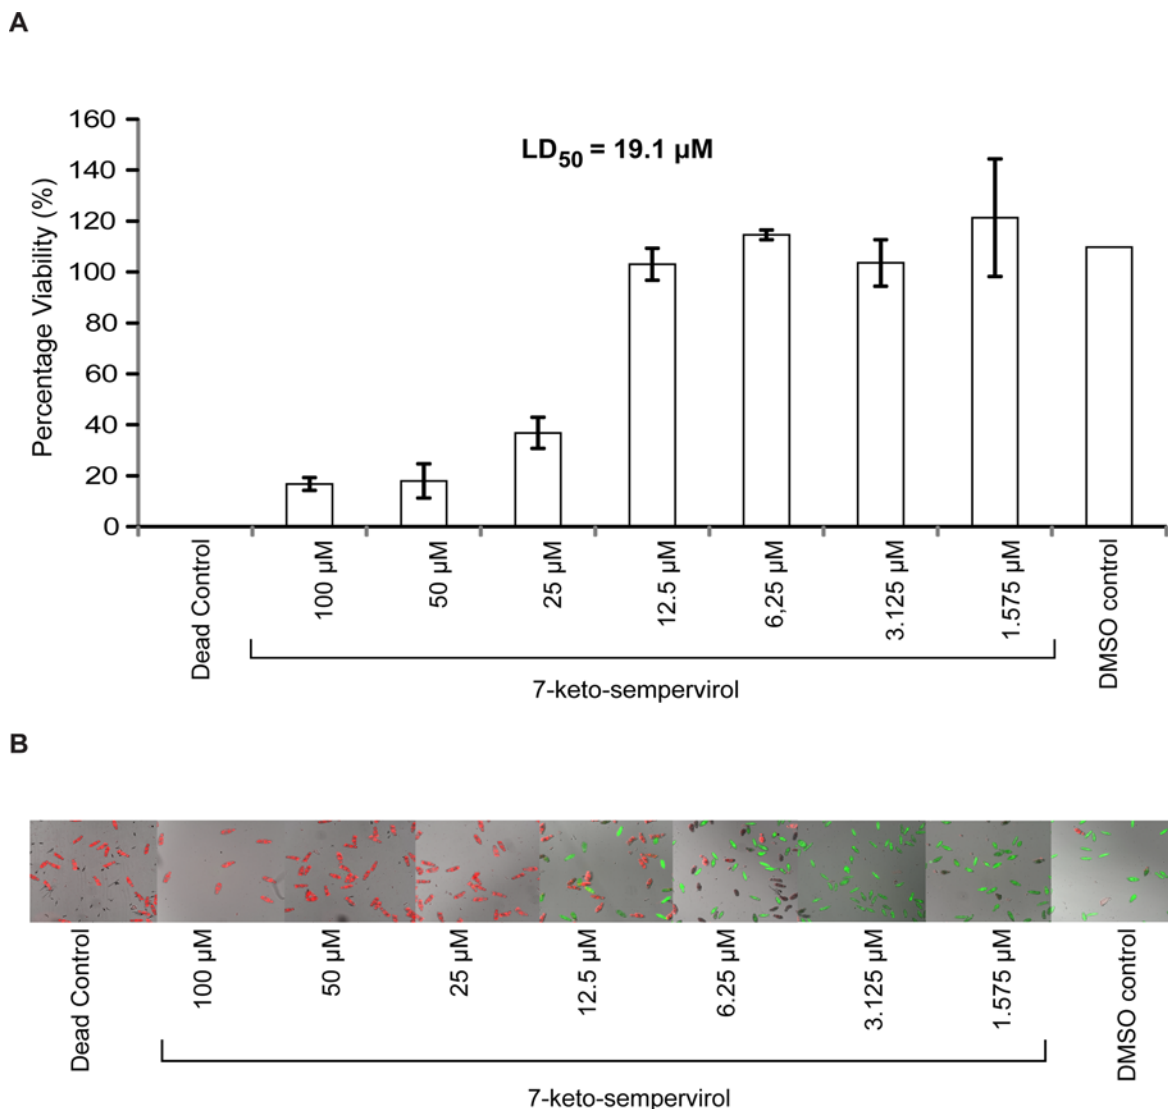 A
LD50 = 19.1 µM
Percentage Viability (%)
160
140
120
100
80
60
40
20
0
Dead Control
100 µM
50 µM
25 µM
12.5 µM
6,25 µM
3.125 µM
1.575 µM
DMSO control
7-keto-sempervirol
B
Dead Control
100 µM
50 µM
25 µM
12.5 µM
6.25 µM
3.125 µM
1.575 µM
DMSO control
7-keto-sempervirol